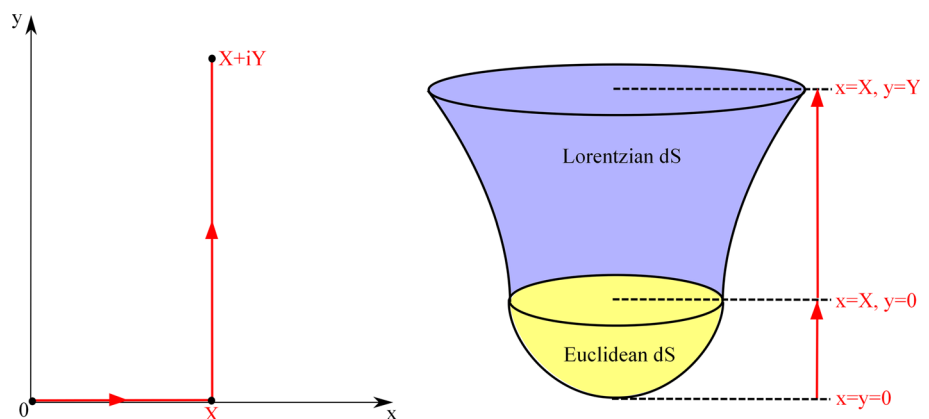 y
X+iY
0
X
x
Lorentzian dS
Euclidean dS
x=X, y=Y
x=X, y=0
x=y=0